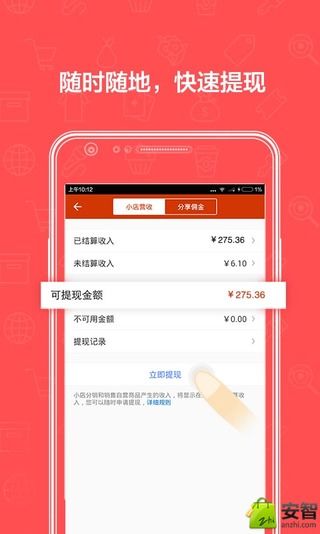 随时随地，快速提现
上午10:12
1%
小店营收
分享佣金
已结算收入
¥275.36
未结算收入
¥6.10
可提现金额
¥275.36
不可用金额
¥0.00
提现记录
立即提现
小店分销和销售自营商品产生的收入，将显示在
收
入，您可以随时申请提现，详细规则
安智
zhi
anzhi.com